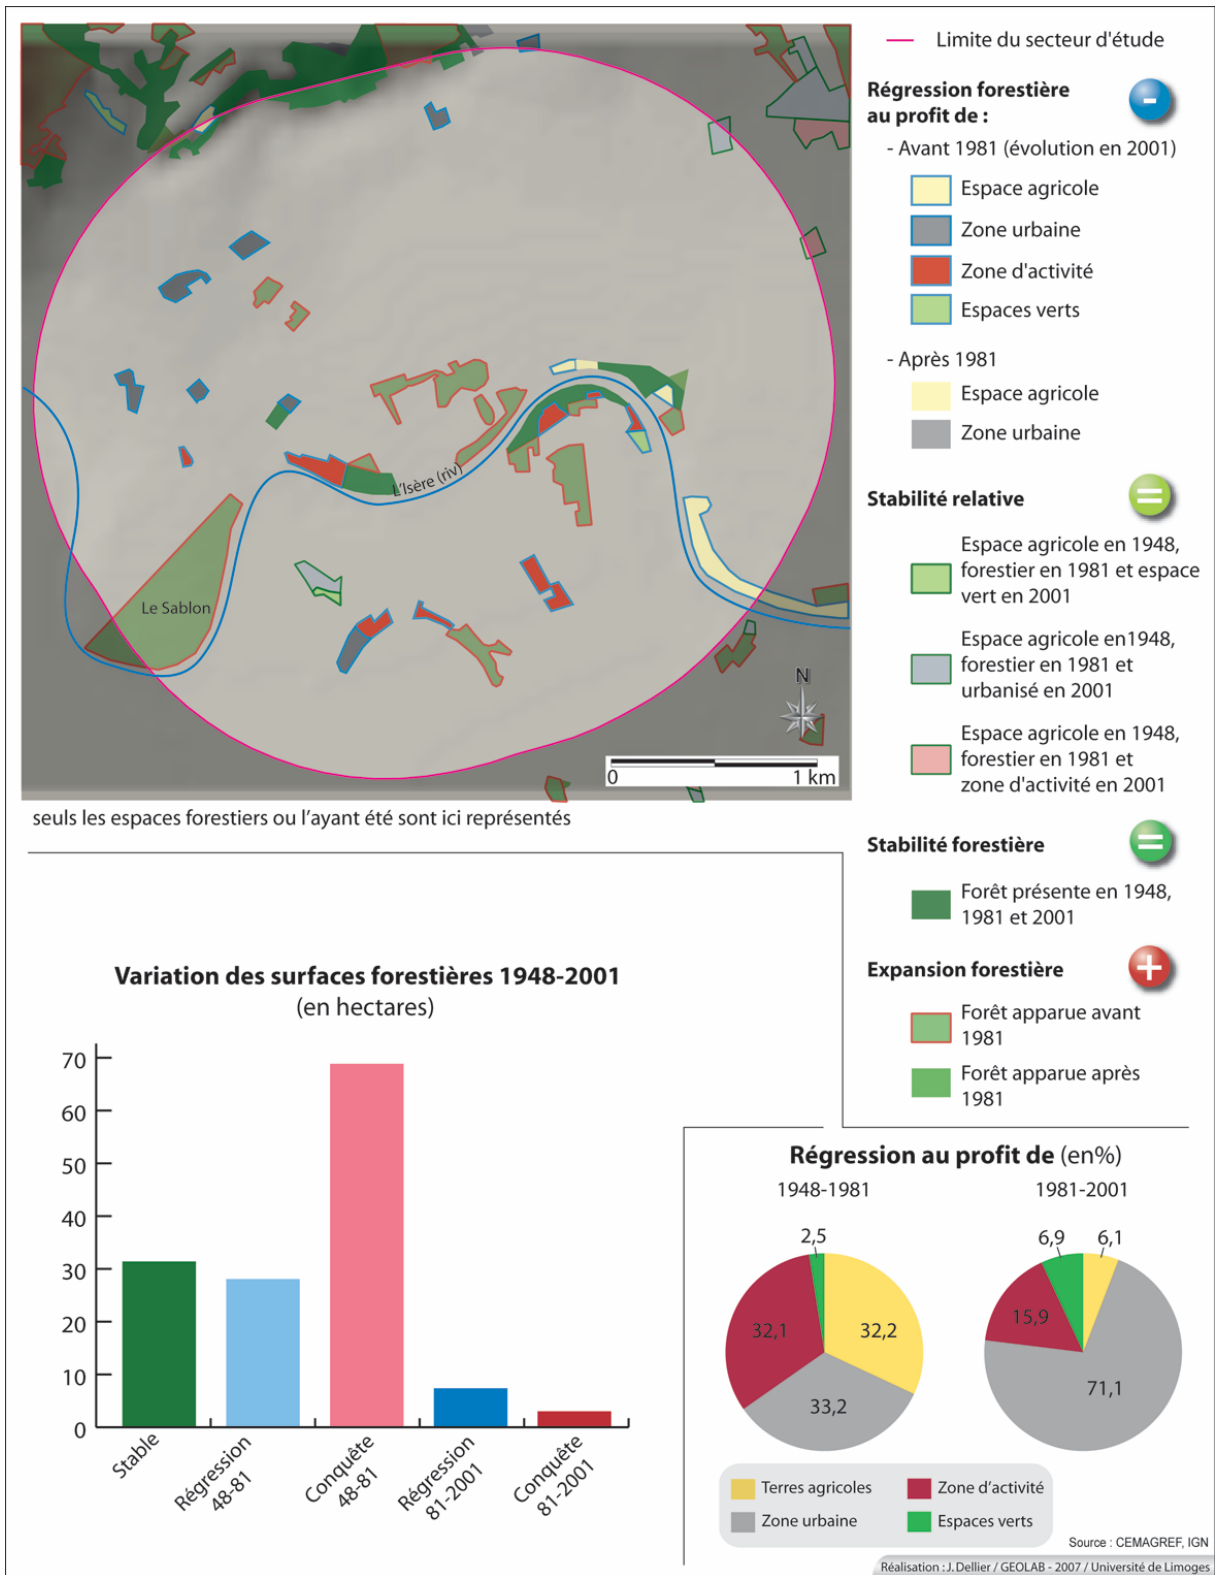 Limite du secteur d'étude
Régression forestière
au profit de :
-
- Avant 1981 (évolution en 2001)
Espace agricole
Zone urbaine
Zone d'activité
Espaces verts
- Après 1981
Espace agricole
Zone urbaine
Stabilité relative
=
Espace agricole en 1948,
forestier en 1981 et espace
vert en 2001
Espace agricole en1948,
forestier en 1981 et
urbanisé en 2001
Espace agricole en 1948,
forestier en 1981 et
zone d'activité en 2001
Stabilité forestière
=
Forêt présente en 1948,
1981 et 2001
Expansion forestière
+
Forêt apparue avant
1981
Forêt apparue après
1981
L'Isère (riv)
Le Sablon
N
0 1 km
seuls les espaces forestiers ou l'ayant été sont ici représentés
Variation des surfaces forestières 1948-2001
(en hectares)
70
60
50
40
30
20
10
0
Stable
Régression
48-81
Conquête
48-81
Régression
81-2001
Conquête
81-2001
Régression au profit de (en%)
1948-1981
2,5
32,1
32,2
33,2
1981-2001
6,9
6,1
15,9
71,1
Terres agricoles
Zone d'activité
Zone urbaine
Espaces verts
Source : CEMAGREF, IGN
Réalisation : J. Dellier / GEOLAB - 2007 / Université de Limoges